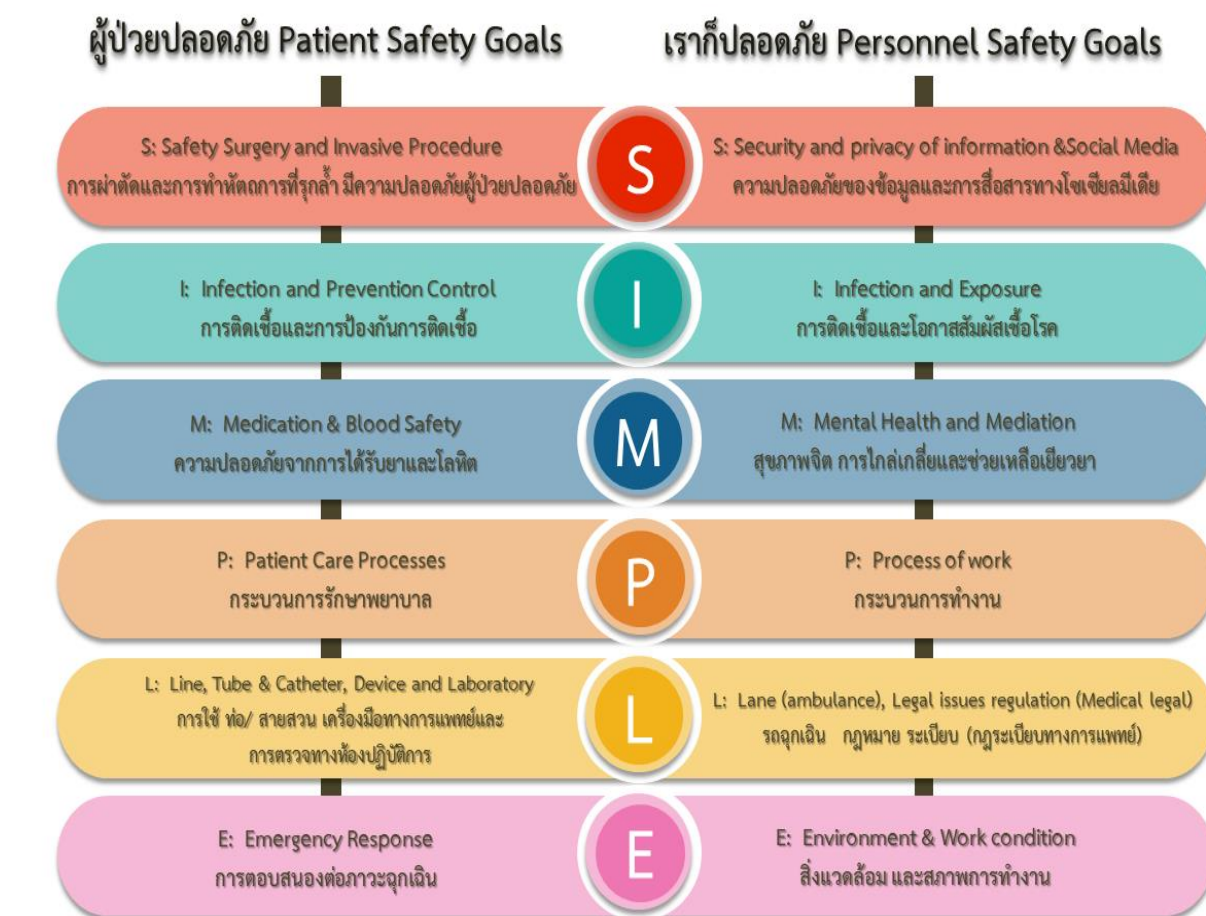 ผู้ป่วยปลอดภัย Patient Safety Goals
เราก็ปลอดภัย Personnel Safety Goals
S: Safety Surgery and Invasive Procedure
การผ่าตัดและการทำหัตถการที่รุกล้ำ มีความปลอดภัยผู้ป่วยปลอดภัย
S
S: Security and privacy of information &Social Media
ความปลอดภัยของข้อมูลและการสื่อสารทางโซเซียลมีเดีย
I: Infection and Prevention Control
การติดเชื้อและการป้องกันการติดเชื้อ
I
I: Infection and Exposure
การติดเชื้อและโอกาสสัมผัสเชื้อโรค
M: Medication & Blood Safety
ความปลอดภัยจากการได้รับยาและโลหิต
M
M: Mental Health and Mediation
สุขภาพจิต การไกล่เกลี่ยและช่วยเหลือเยียวยา
P: Patient Care Processes
กระบวนการรักษาพยาบาล
P
P: Process of work
กระบวนการทำงาน
L: Line, Tube & Catheter, Device and Laboratory
การใช้ ท่อ/ สายสวน เครื่องมือทางการแพทย์และ
การตรวจทางห้องปฏิบัติการ
L
L: Lane (ambulance), Legal issues regulation (Medical legal)
รถฉุกเฉิน กฎหมาย ระเบียบ (กฎระเบียบทางการแพทย์)
E: Emergency Response
การตอบสนองต่อภาวะฉุกเฉิน
E
E: Environment & Work condition
สิ่งแวดล้อม และสภาพการทำงาน